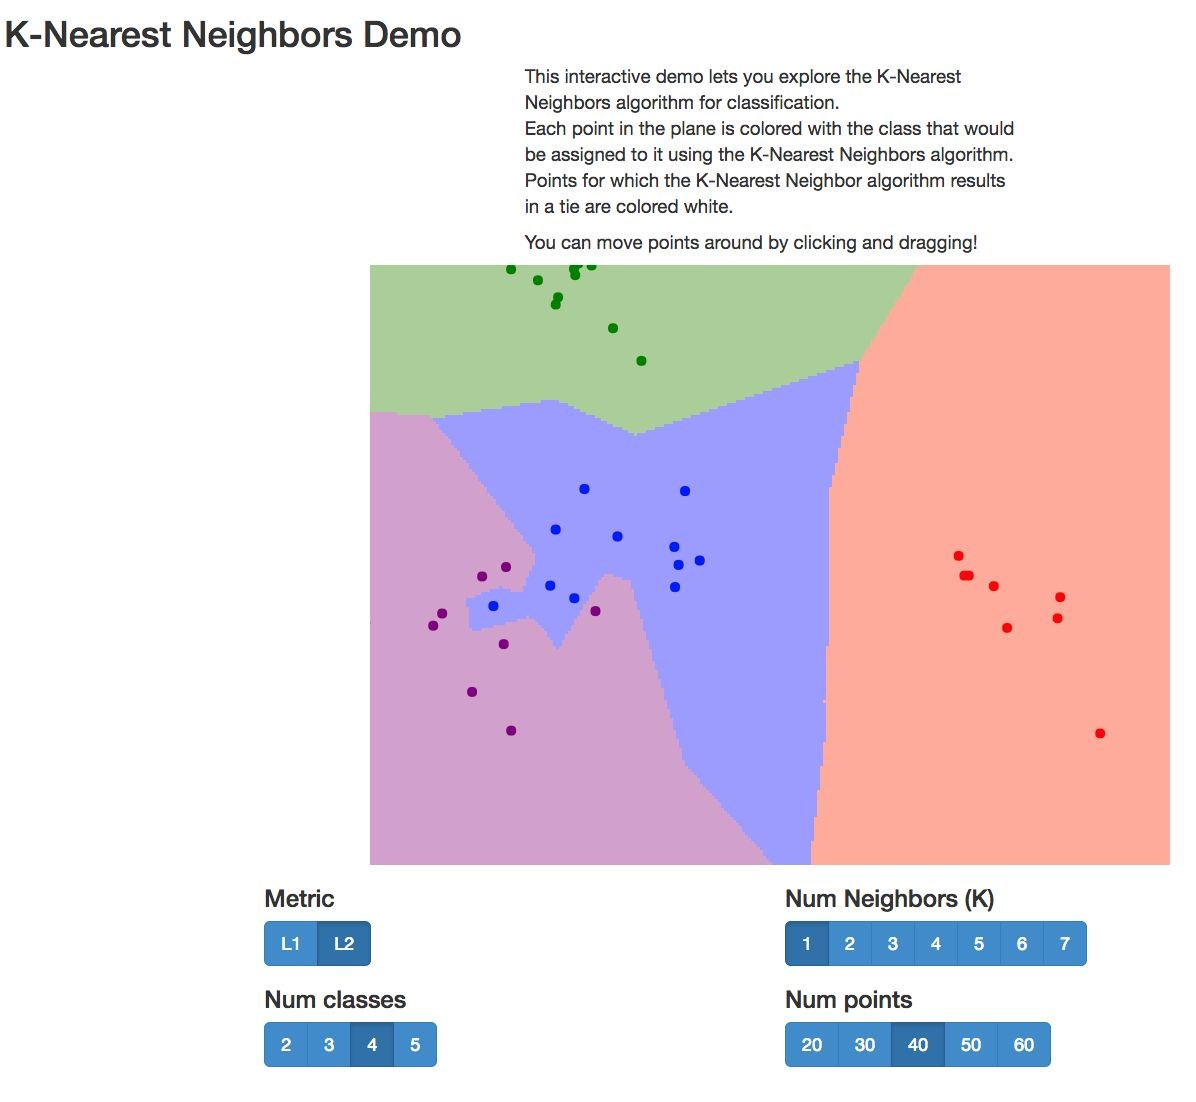 K-Nearest Neighbors Demo
This interactive demo lets you explore the K-Nearest
Neighbors algorithm for classification.
Each point in the plane is colored with the class that would
be assigned to it using the K-Nearest Neighbors algorithm.
Points for which the K-Nearest Neighbor algorithm results
in a tie are colored white.
You can move points around by clicking and dragging!
Metric
L1 L2
Num Neighbors (K)
1 2 3 4 5 6 7
Num classes
2 3 4 5
Num points
20 30 40 50 60